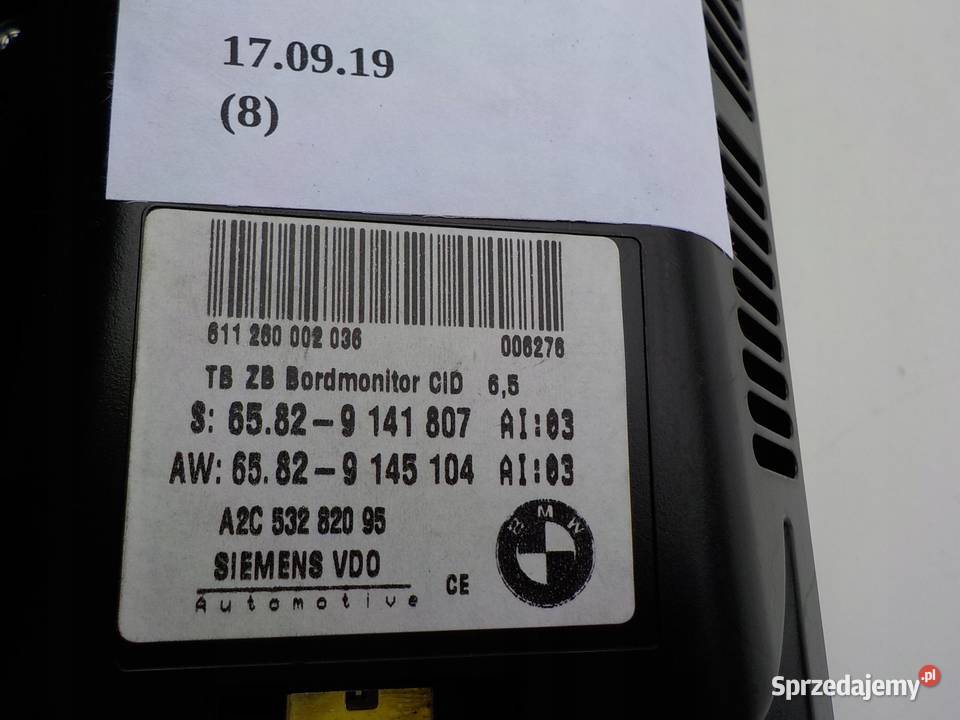 17.09.19
(8)
611 260 002 036 006276
TB ZB Bordmonitor CID 6,5
S: 65.82-9 141 807 AI:03
AW: 65.82-9 145 104 AI:03
A2C 532 820 95
SIEMENS VDO
Automotive
CE
BMW
Sprzedajemy.pl